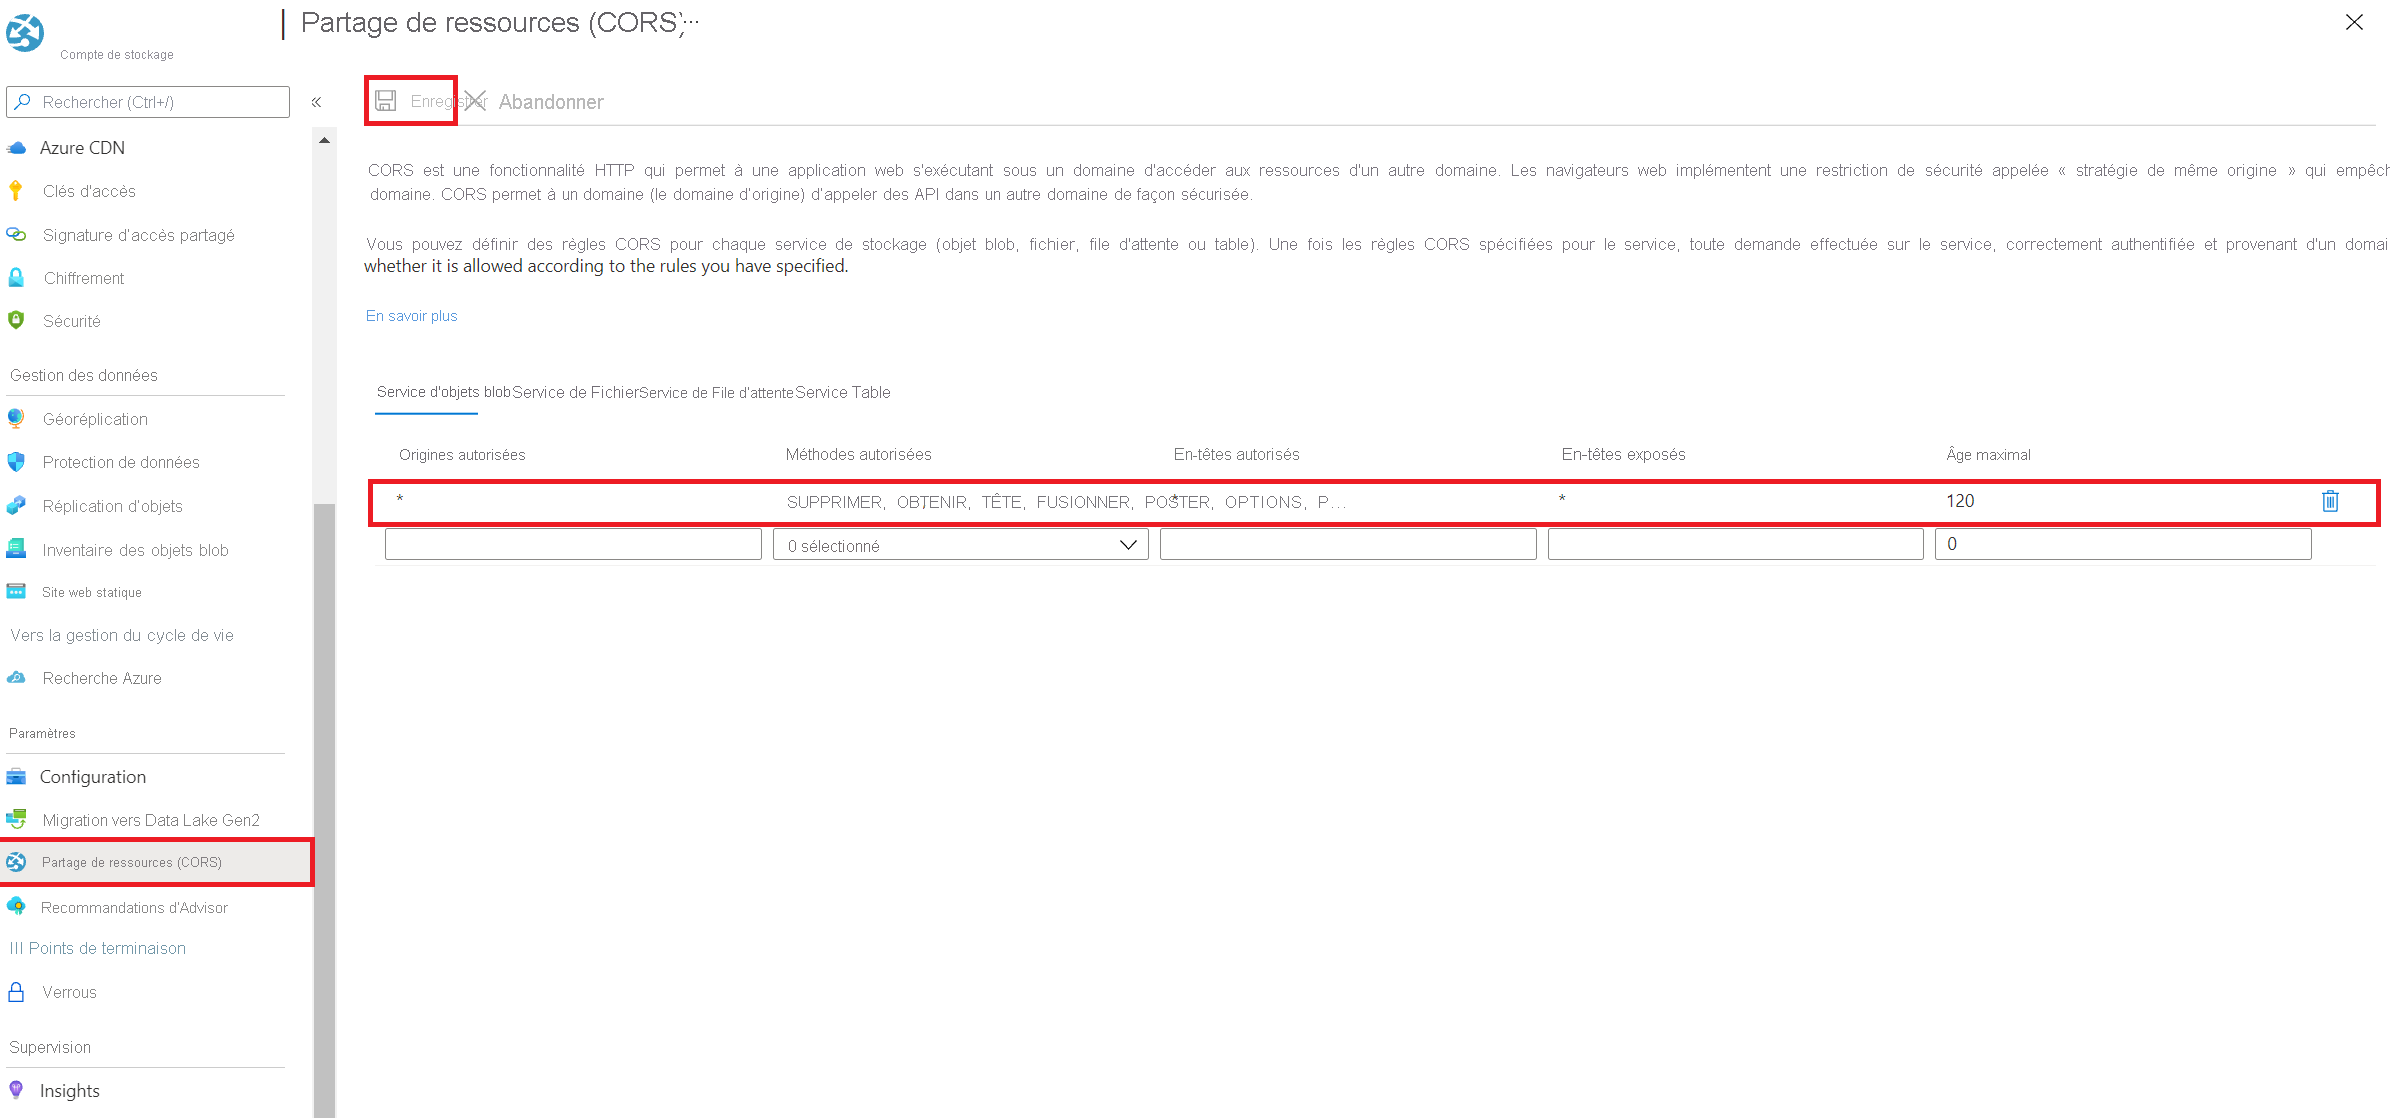 Partage de ressources (CORS) ...
Compte de stockage
Rechercher (Ctrl+/)
«
Enregistrer
Abandonner
Azure CDN
Clés d'accès
Signature d'accès partagé
Chiffrement
Sécurité
Gestion des données
Géoréplication
Protection de données
Réplication d'objets
Inventaire des objets blob
Site web statique
Vers la gestion du cycle de vie
Recherche Azure
Paramètres
Configuration
Migration vers Data Lake Gen2
Partage de ressources (CORS)
Recommandations d'Advisor
III Points de terminaison
Verrous
Supervision
Insights
CORS est une fonctionnalité HTTP qui permet à une application web s'exécutant sous un domaine d'accéder aux ressources d'un autre domaine. Les navigateurs web implémentent une restriction de sécurité appelée « stratégie de même origine » qui empêch
domaine. CORS permet à un domaine (le domaine d'origine) d'appeler des API dans un autre domaine de façon sécurisée.
Vous pouvez définir des règles CORS pour chaque service de stockage (objet blob, fichier, file d'attente ou table). Une fois les règles CORS spécifiées pour le service, toute demande effectuée sur le service, correctement authentifiée et provenant d'un domai
whether it is allowed according to the rules you have specified.
En savoir plus
Service d'objets blob Service de Fichier Service de File d'attente Service Table
Origines autorisées Méthodes autorisées En-têtes autorisés En-têtes exposés Âge maximal
* SUPPRIMER, OBTENIR, TÊTE, FUSIONNER, POSTER, OPTIONS, P... * * 120
0 sélectionné 0